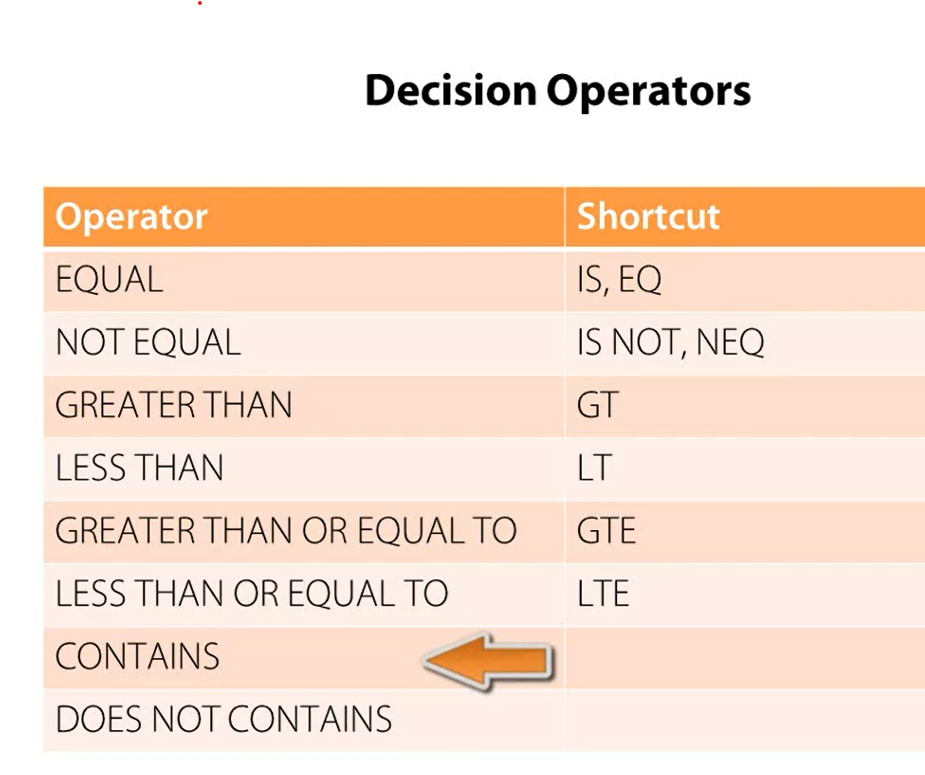 Decision Operators
Operator Shortcut
EQUAL IS, EQ
NOT EQUAL IS NOT, NEQ
GREATER THAN GT
LESS THAN LT
GREATER THAN OR EQUAL TO GTE
LESS THAN OR EQUAL TO LTE
CONTAINS
DOES NOT CONTAINS